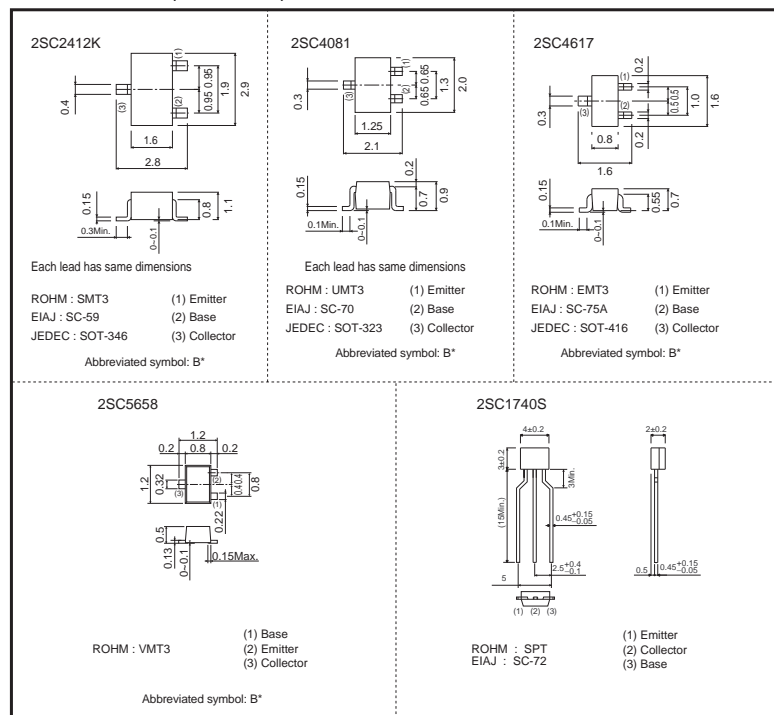 2SC2412K
(1)
(2)
(3)
0.95 0.95
1.9
2.9
0.4
1.6
2.8
0.15
0.3Min.
0~0.1
0.8
1.1
Each lead has same dimensions
ROHM : SMT3
(1) Emitter
EIAJ : SC-59
(2) Base
JEDEC : SOT-346
(3) Collector
Abbreviated symbol: B*
2SC4081
(1)
(2)
(3)
0.65 0.65
1.3
2.0
0.3
1.25
2.1
0.2
0.15
0.1Min.
0~0.1
0.7
0.9
Each lead has same dimensions
ROHM : UMT3
(1) Emitter
EIAJ : SC-70
(2) Base
JEDEC : SOT-323
(3) Collector
Abbreviated symbol: B*
2SC4617
0.2
(1)
(2)
(3)
0.5 0.5
1.0
1.6
0.3
0.2
0.8
1.6
0.15
0.1Min.
0~0.1
0.55
0.7
ROHM : EMT3
(1) Emitter
EIAJ : SC-75A
(2) Base
JEDEC : SOT-416
(3) Collector
Abbreviated symbol: B*
2SC5658
1.2
0.2 0.8 0.2
1.2
0.32
(3)
(2)
(1)
0.4 0.4
0.8
0.22
0.5
0.13
0~0.1
0.15Max.
ROHM : VMT3
(1) Base
(2) Emitter
(3) Collector
Abbreviated symbol: B*
2SC1740S
4±0.2
2±0.2
3±0.2
3Min.
(15Min.)
0.45+0.15 -0.05
2.5+0.4 -0.1
5
0.5
0.45+0.15 -0.05
(1) (2) (3)
ROHM : SPT
EIAJ : SC-72
(1) Emitter
(2) Collector
(3) Base